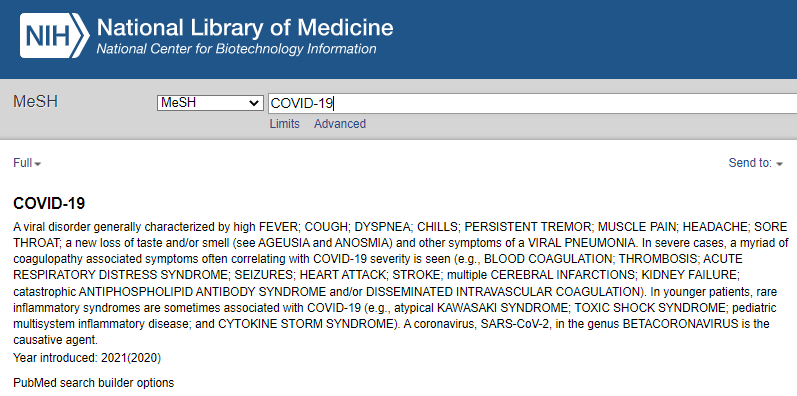 NIH National Library of Medicine
National Center for Biotechnology Information
MeSH MeSH COVID-19
Limits Advanced
Full Send to:
COVID-19
A viral disorder generally characterized by high FEVER; COUGH; DYSPNEA; CHILLS; PERSISTENT TREMOR; MUSCLE PAIN; HEADACHE; SORE
THROAT; a new loss of taste and/or smell (see AGEUSIA and ANOSMIA) and other symptoms of a VIRAL PNEUMONIA. In severe cases, a myriad of
coagulopathy associated symptoms often correlating with COVID-19 severity is seen (e.g., BLOOD COAGULATION; THROMBOSIS; ACUTE
RESPIRATORY DISTRESS SYNDROME; SEIZURES; HEART ATTACK; STROKE; multiple CEREBRAL INFARCTIONS; KIDNEY FAILURE;
catastrophic ANTIPHOSPHOLIPID ANTIBODY SYNDROME and/or DISSEMINATED INTRAVASCULAR COAGULATION). In younger patients, rare
inflammatory syndromes are sometimes associated with COVID-19 (e.g., atypical KAWASAKI SYNDROME; TOXIC SHOCK SYNDROME; pediatric
multisystem inflammatory disease; and CYTOKINE STORM SYNDROME). A coronavirus, SARS-CoV-2, in the genus BETACORONAVIRUS is the
causative agent.
Year introduced: 2021(2020)
PubMed search builder options